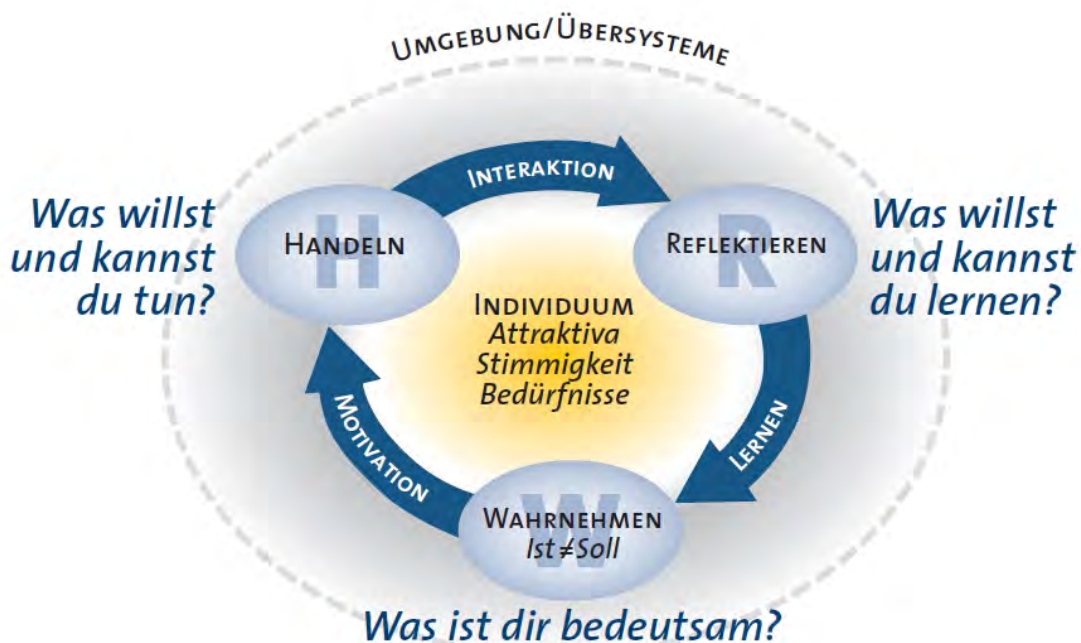 UMGEBUNG/ÜBERSYSTEME
INTERAKTION
Was willst
und kannst
du tun?
H
HANDELN
R
REFLEKTIEREN
Was willst
und kannst
du lernen?
INDIVIDUUM
Attraktiva
Stimmigkeit
Bedürfnisse
MOTIVATION
LERNEN
W
WAHRNEHMEN
Ist ≠ Soll
Was ist dir bedeutsam?